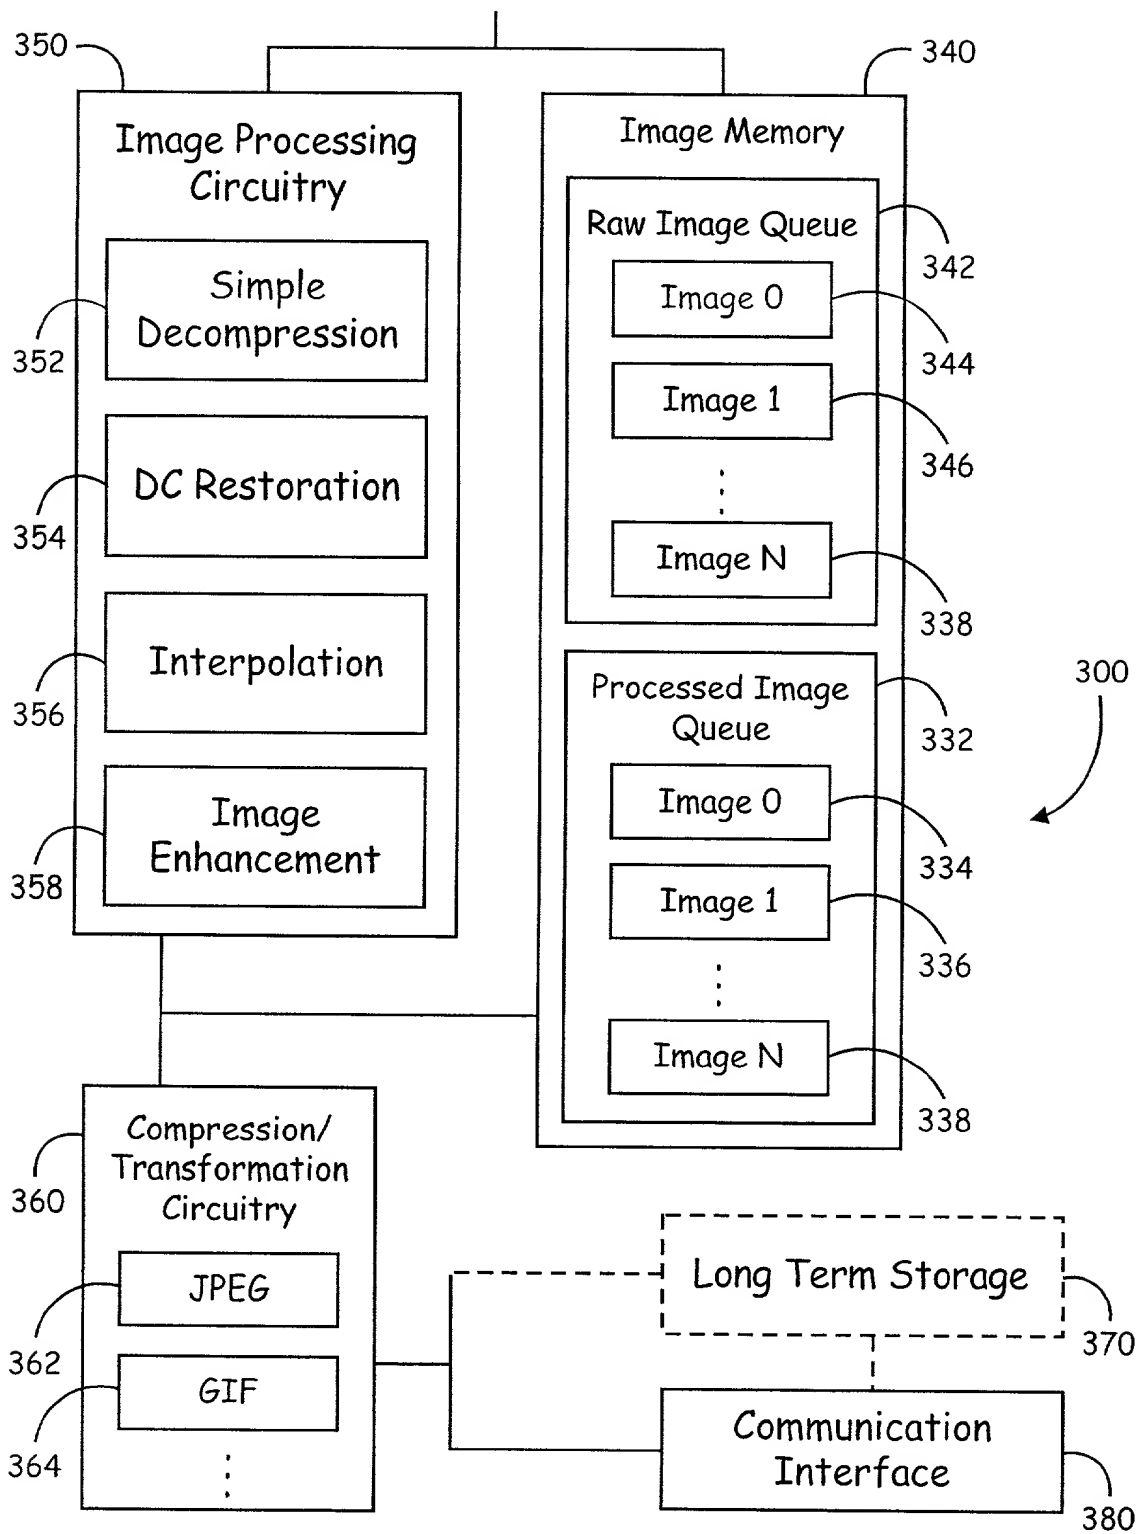 350
340
Image Processing
Circuitry
Simple
Decompression
352
DC Restoration
354
Interpolation
356
Image
Enhancement
358
Image Memory
Raw Image Queue
342
Image 0
344
Image 1
346
Image N
338
Processed Image
Queue
332
Image 0
334
Image 1
336
Image N
338
300
Compression/
Transformation
Circuitry
360
JPEG
362
GIF
364
Long Term Storage
370
Communication
Interface
380